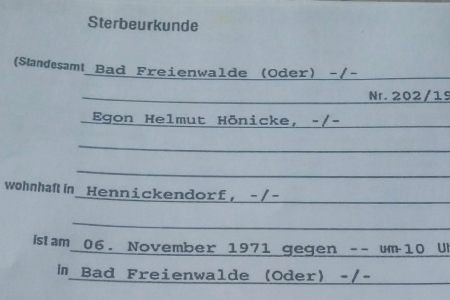 Sterbeurkunde
(Standesamt Bad Freienwalde (Oder) -/-
Nr. 202/19
Egon Helmut Hönicke, -/-
wohnhaft in Hennickendorf, -/-
ist am 06. November 1971 gegen -- um 10 Uh
in Bad Freienwalde (Oder) -/-